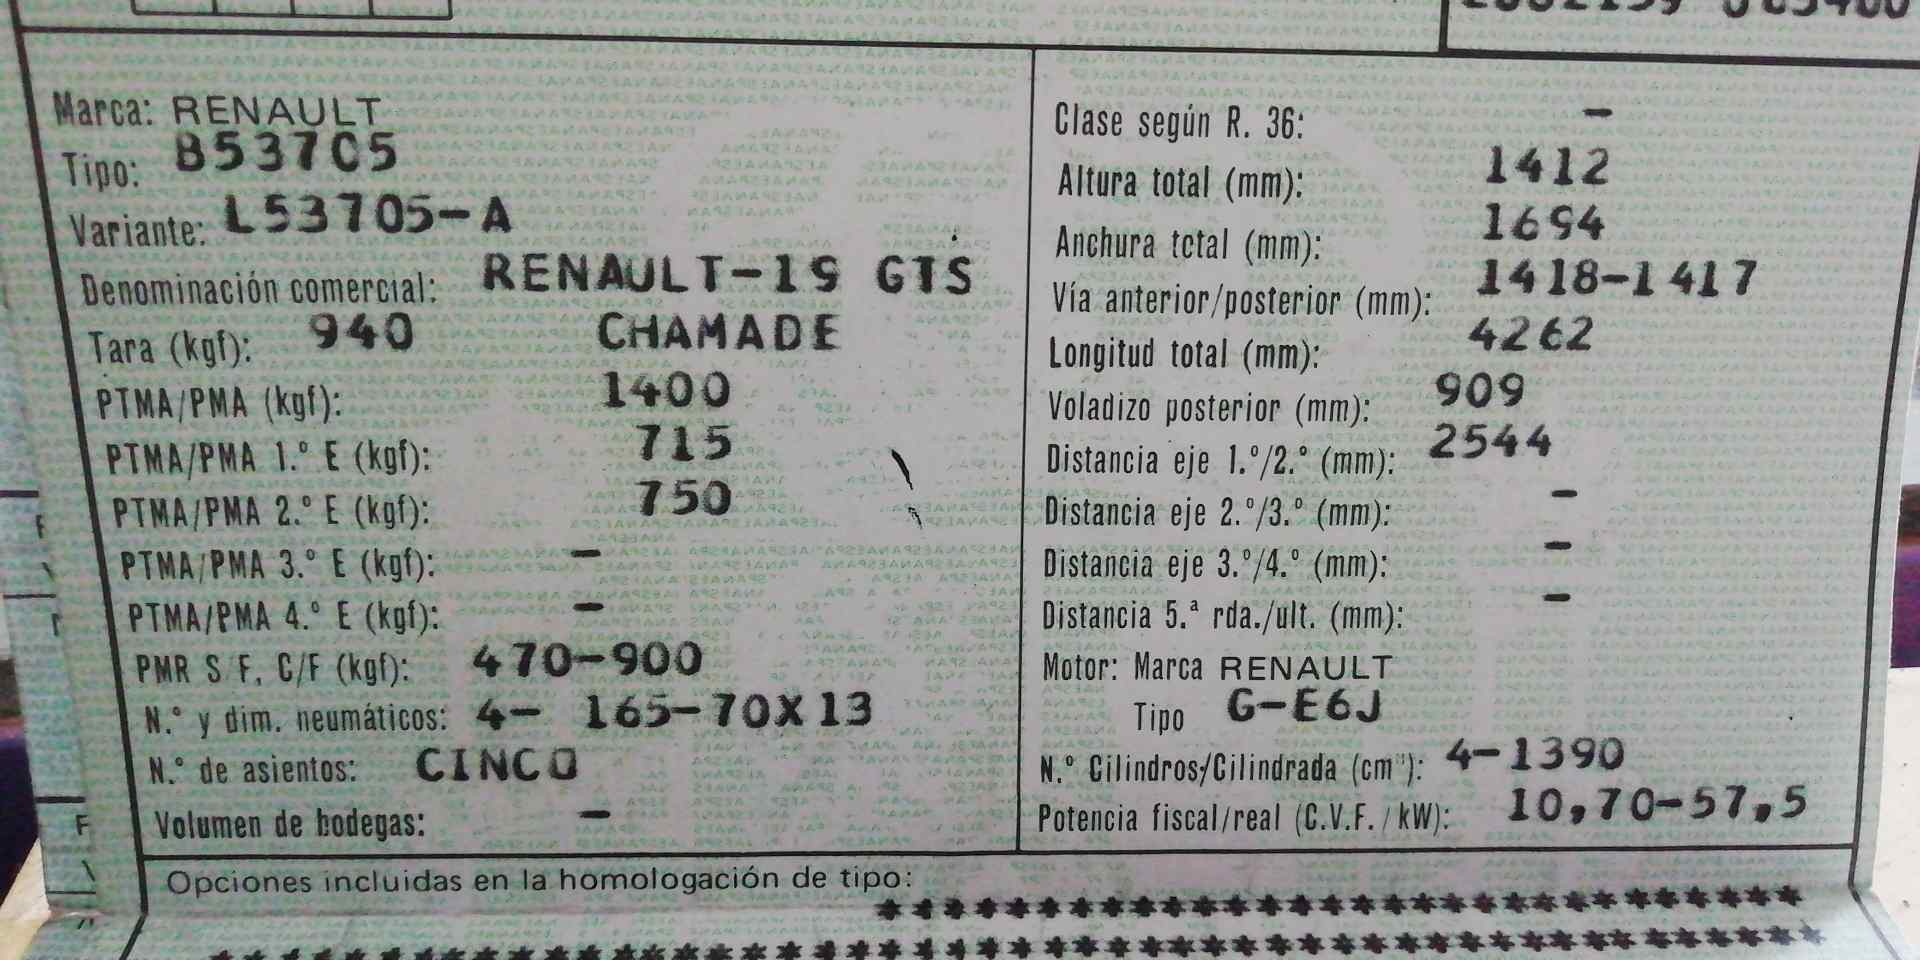 Marca: RENAULT
Tipo: B537C5
Variante: L53705-A
Denominación comercial: RENAULT-19 GTS
Tara (kgf): 940 CHAMADE
PTMA/PMA (kgf): 1400
PTMA/PMA 1.º E (kgf): 715
PTMA/PMA 2.º E (kgf): 750
PTMA/PMA 3.º E (kgf): -
PTMA/PMA 4.º E (kgf): -
PMR S F, C/F (kgf): 470-900
N.º y dim. neumáticos: 4- 165-70X13
N.º de asientos: CINCO
Volumen de bodegas: -
Clase según R. 36: -
Altura total (mm): 1412
Anchura total (mm): 1694
Vía anterior/posterior (mm): 1418-1417
Longitud total (mm): 4262
Voladizo posterior (mm): 909
Distancia eje 1.º/2.º (mm): 2544
Distancia eje 2.º/3.º (mm): -
Distancia eje 3.º/4.º (mm): -
Distancia 5.ª rda./ult. (mm): -
Motor: Marca RENAULT
Tipo G-E6J
N.º Cilindros/Cilindrada (cm³): 4-1390
Potencia fiscal/real (C.V.F. / kW): 10,70-57,5
Opciones incluidas en la homologación de tipo: